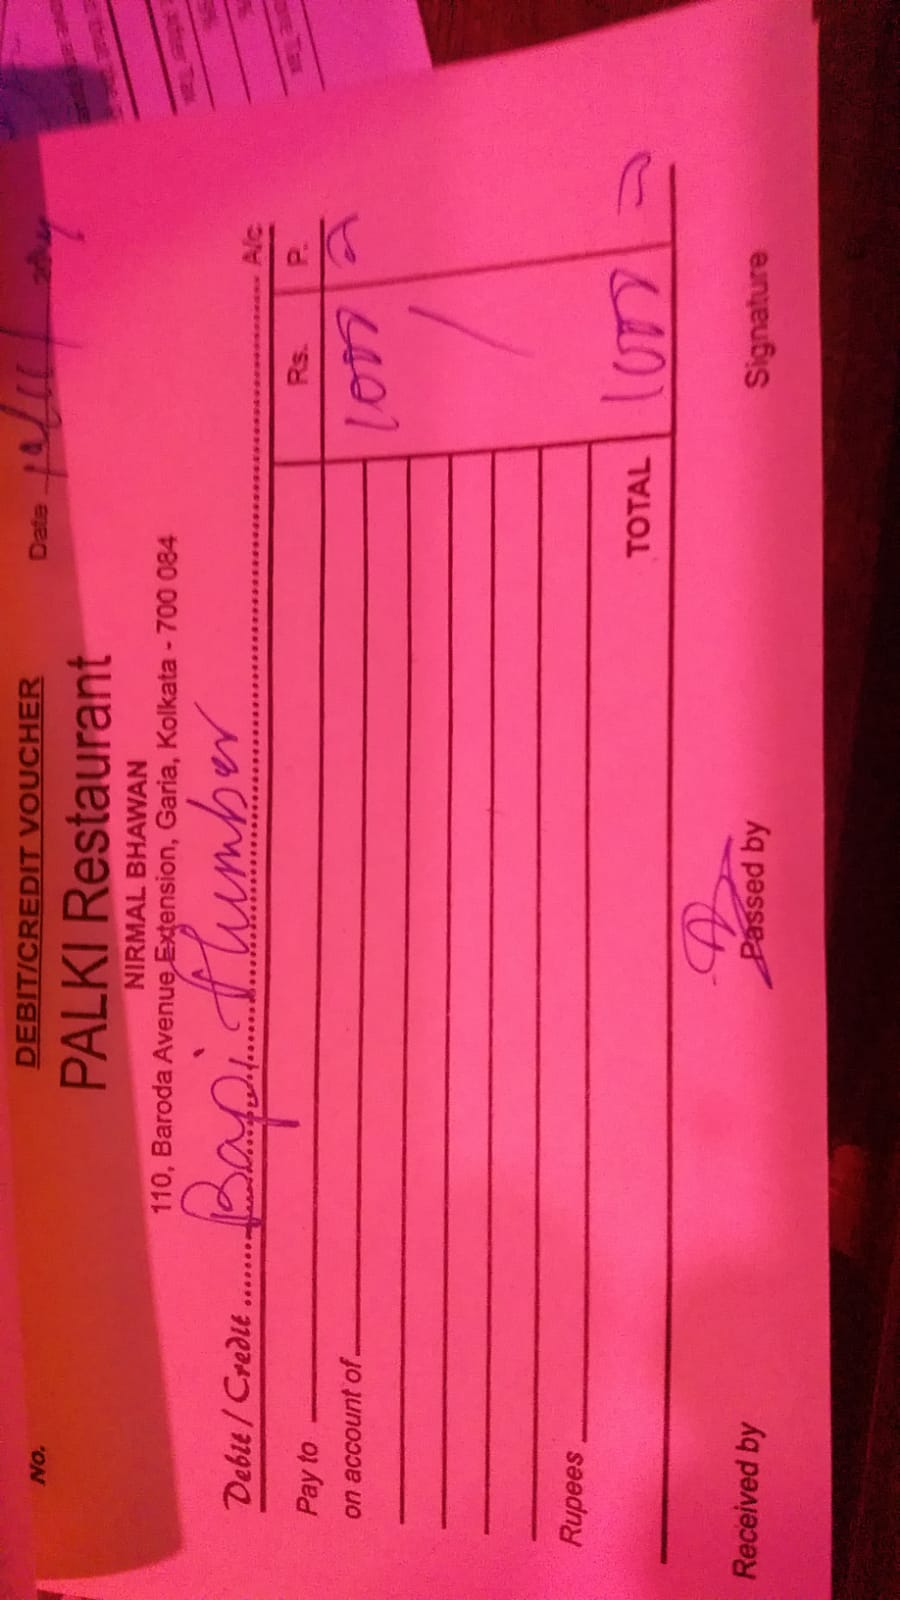 DEBIT/CREDIT VOUCHER
No. Date
PALKI Restaurant
NIRMAL BHAWAN
110, Baroda Avenue Extension, Garia, Kolkata - 700 084
Debit / Credit Bapi Plumber A/c
Rs. P.
Pay to
on account of 1000
Rupees
TOTAL 1000
Passed by
Received by Signature